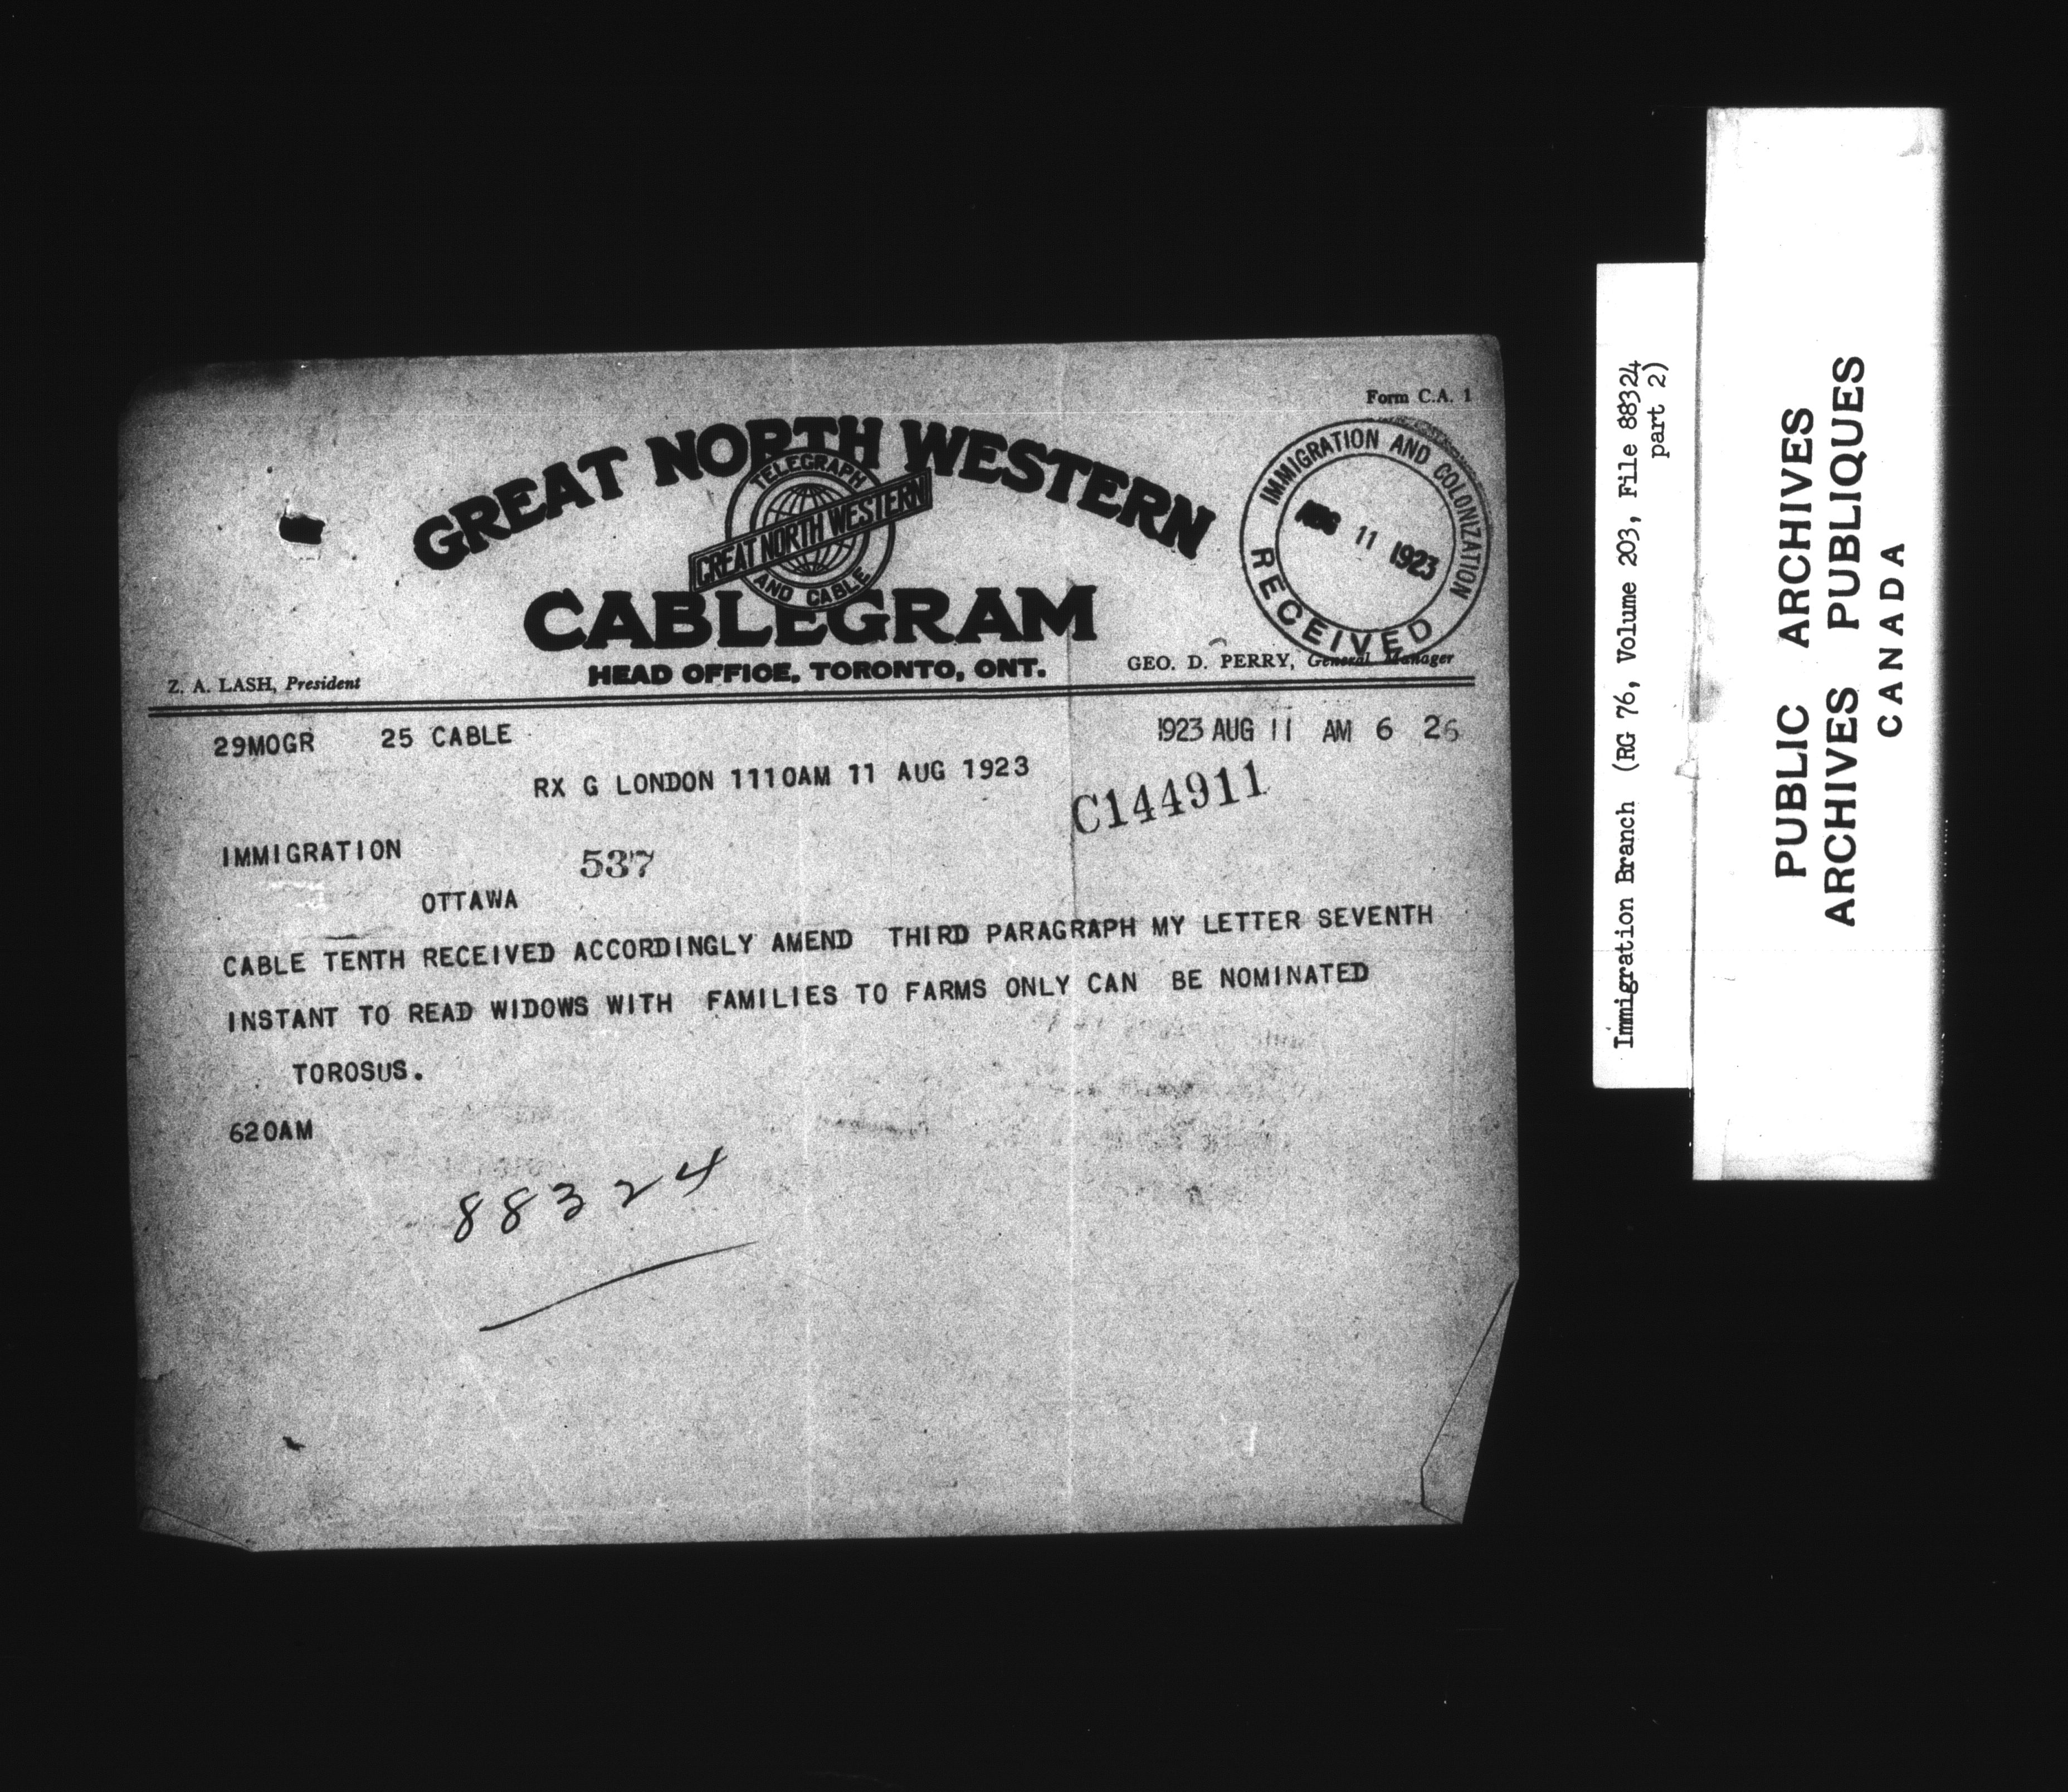 Form C.A. 1
GREAT NORTH WESTERN
TELEGRAPH
GREAT NORTH WESTERN
AND CABLE
CABLEGRAM
HEAD OFFICE, TORONTO, ONT.
Z. A. LASH, President
GEO. D. PERRY, General Manager
IMMIGRATION AND COLONIZATION
AUG 11 1923
RECEIVED
29MOGR 25 CABLE
1923 AUG 11 AM 6 26
RX G LONDON 1110AM 11 AUG 1923
C144911
IMMIGRATION
537
OTTAWA
CABLE TENTH RECEIVED ACCORDINGLY AMEND THIRD PARAGRAPH MY LETTER SEVENTH
INSTANT TO READ WIDOWS WITH FAMILIES TO FARMS ONLY CAN BE NOMINATED
TOROSUS.
620AM
88324
Immigration Branch (RG 76, Volume 203, File 88324
part 2)
PUBLIC ARCHIVES
ARCHIVES PUBLIQUES
CANADA